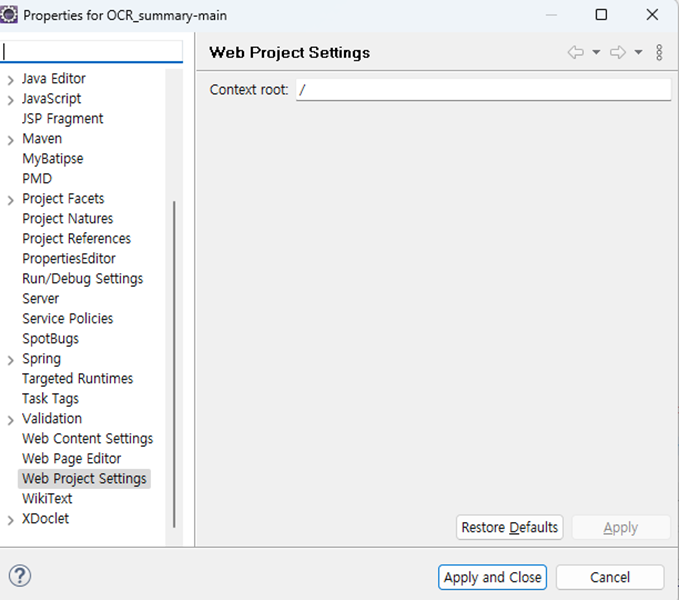 Properties for OCR_summary-main
Web Project Settings
Context root: /
Java Editor
JavaScript
JSP Fragment
Maven
MyBatipse
PMD
Project Facets
Project Natures
Project References
PropertiesEditor
Run/Debug Settings
Server
Service Policies
SpotBugs
Spring
Targeted Runtimes
Task Tags
Validation
Web Content Settings
Web Page Editor
Web Project Settings
WikiText
XDoclet
Restore Defaults Apply
? Apply and Close Cancel